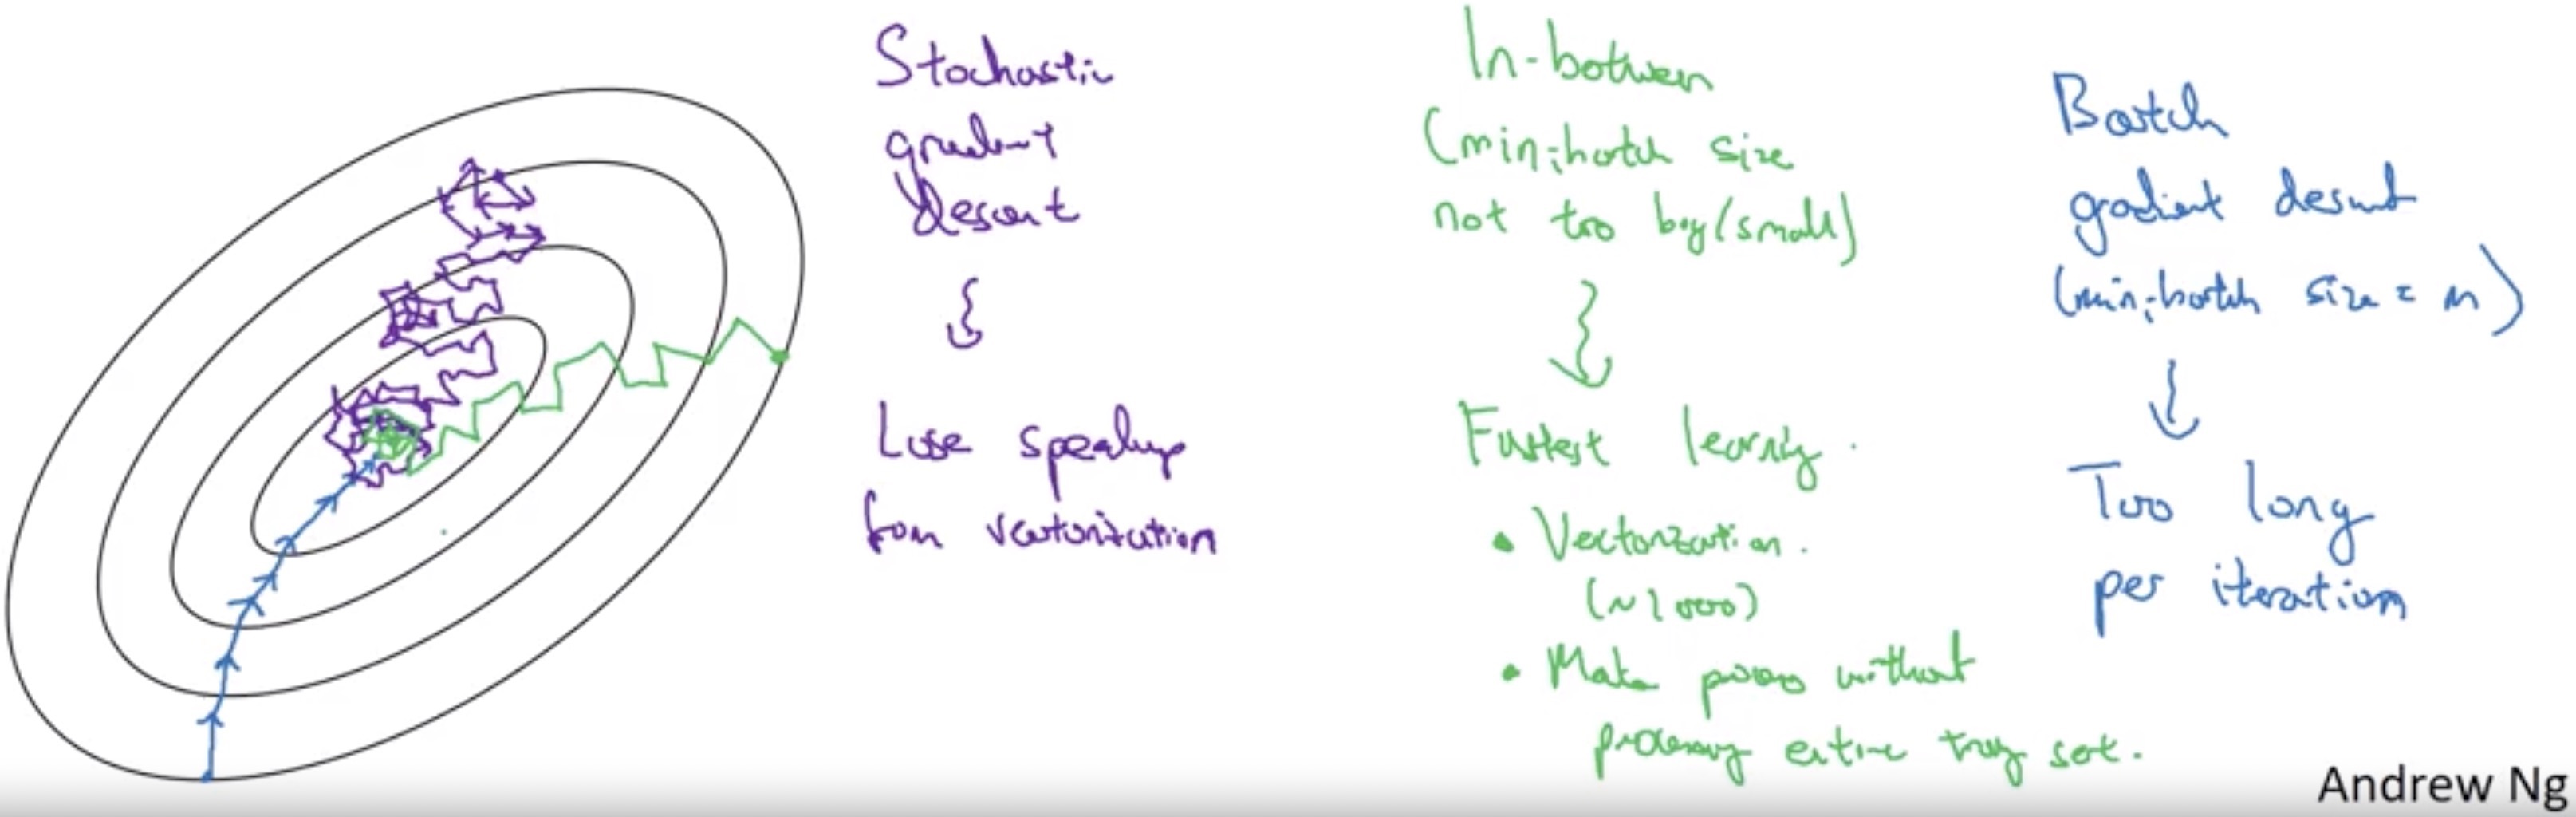 Stochastic
gradient
descent
Lose speedup
from vectorization
In-between
(mini-batch size
not too big/small)
Fastest learning.
• Vectorization.
(~1000)
• Make progress without
processing entire training set.
Batch
gradient descent
(mini-batch size = m)
Too long
per iteration
Andrew Ng